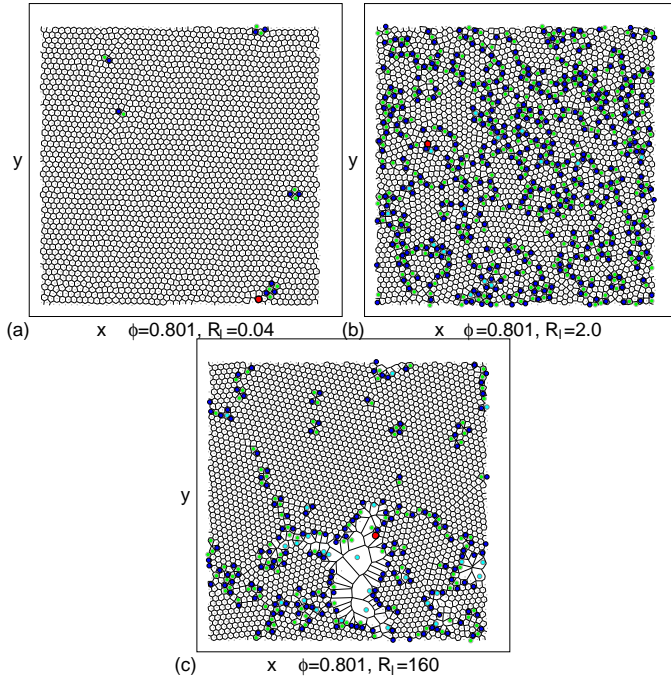 y
y
(a) x ϕ=0.801, R_l=0.04
(b) x ϕ=0.801, R_l=2.0
y
(c) x ϕ=0.801, R_l=160